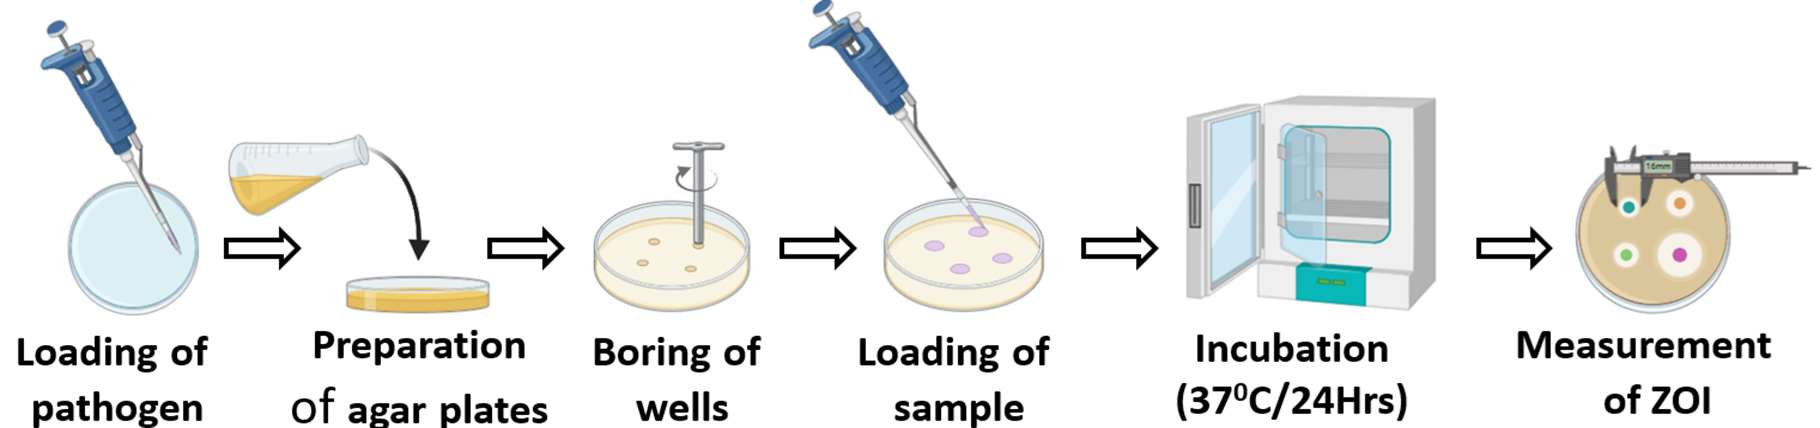 16mm
Loading of
pathogen
Preparation
of agar plates
Boring of
wells
Loading of
sample
Incubation
(37⁰C/24Hrs)
Measurement
of ZOI